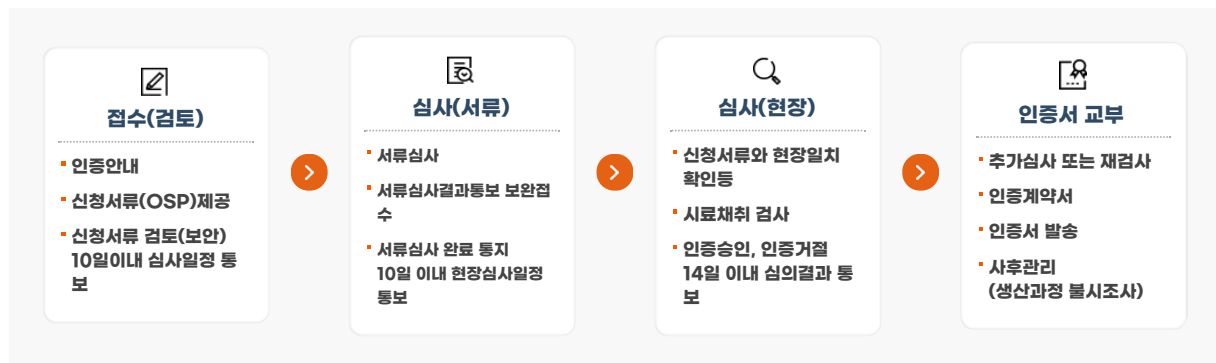 접수(검토)
인증안내
신청서류(OSP)제공
신청서류 검토(보안)
10일이내 심사일정 통
보
심사(서류)
서류심사
서류심사결과통보 보완접
수
서류심사 완료 통지
10일 이내 현장심사일정
통보
심사(현장)
신청서류와 현장일치
확인등
시료채취 검사
인증승인, 인증거절
14일 이내 심의결과 통
보
인증서 교부
추가심사 또는 재검사
인증계약서
인증서 발송
사후관리
(생산과정 불시조사)